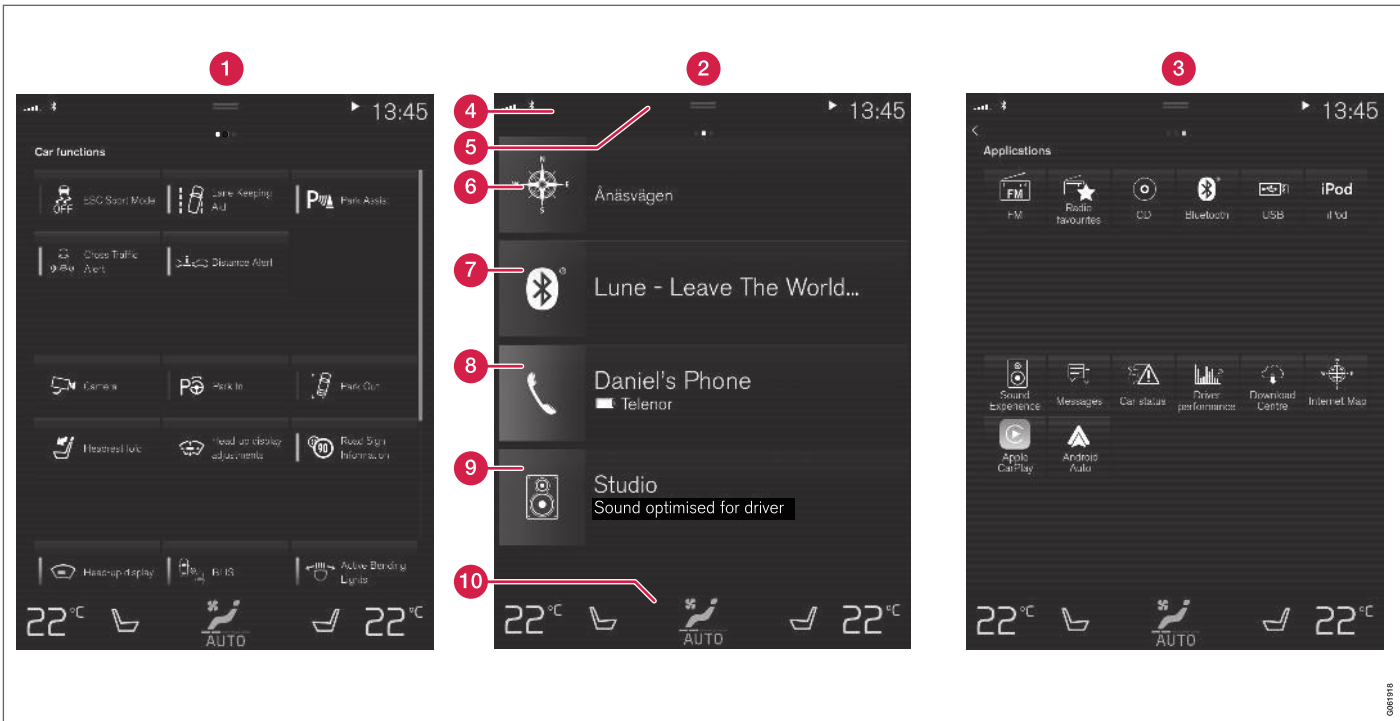 1
2
3
13:45
Car functions
ESC Sport Mode
OFF
Lane Keeping
Aid
Park Assist
Cross Traffic
Alert
Distance Alert
Camera
Park In
Park Out
Headrest fold
Head-up display
adjustments
90
Road Sign
Information
Head-up display
BLIS
Active Bending
Lights
22°C
AUTO
22°C
4
5
6
7
8
9
10
13:45
N
E
S
W
Ånäsvägen
Lune - Leave The World...
Daniel's Phone
Telenor
Studio
Sound optimised for driver
22°C
AUTO
22°C
13:45
Applications
FM
FM
Radio
favourites
CD
Bluetooth
USB
iPod
iPod
Sound
Experience
Messages
Car status
Driver
performance
Download
Centre
Internet Map
Apple
CarPlay
Android
Auto
22°C
AUTO
22°C
G061918